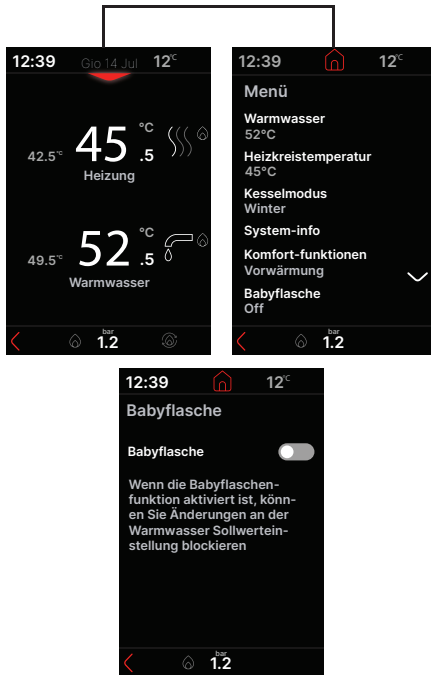 12:39 Gio 14 Jul 12°C
42.5°C 45.5 °C
Heizung
49.5°C 52.5 °C
Warmwasser
bar
1.2
12:39 12°C
Menü
Warmwasser
52°C
Heizkreistemperatur
45°C
Kesselmodus
Winter
System-info
Komfort-funktionen
Vorwärmung
Babyflasche
Off
bar
1.2
12:39 12°C
Babyflasche
Babyflasche
Wenn die Babyflaschen-
funktion aktiviert ist, könn-
en Sie Änderungen an der
Warmwasser Sollwertein-
stellung blockieren
bar
1.2